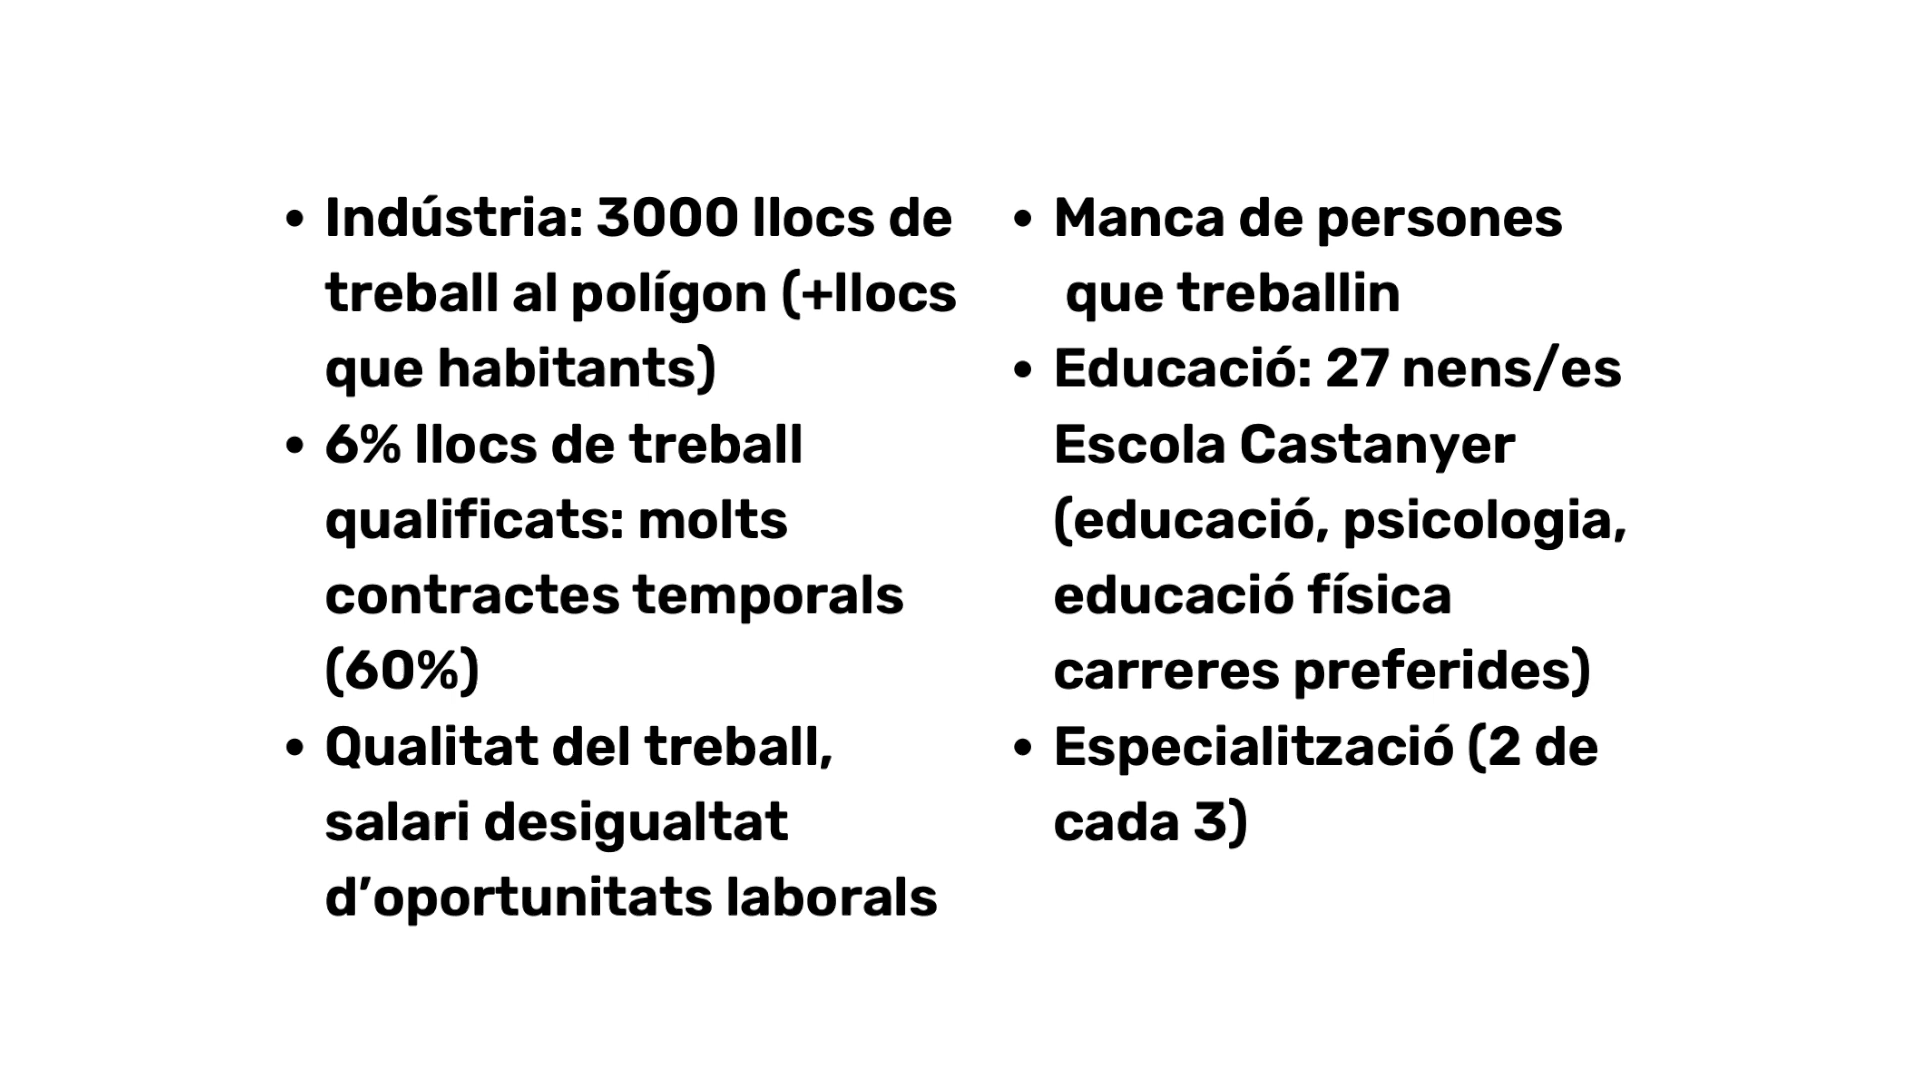 • Indústria: 3000 llocs de
treball al polígon (+llocs
que habitants)
• 6% llocs de treball
qualificats: molts
contractes temporals
(60%)
• Qualitat del treball,
salari desigualtat
d’oportunitats laborals
• Manca de persones
que treballin
• Educació: 27 nens/es
Escola Castanyer
(educació, psicologia,
educació física
carreres preferides)
• Especialització (2 de
cada 3)